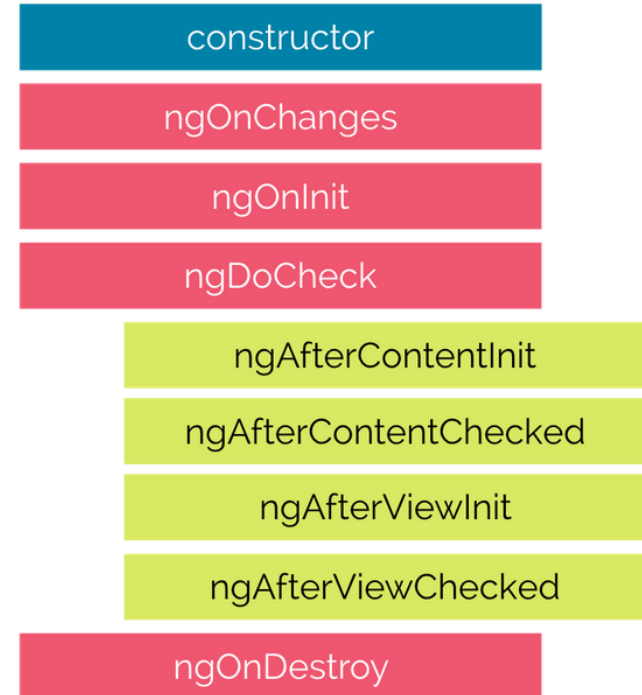 constructor
ngOnChanges
ngOnInit
ngDoCheck
ngAfterContentInit
ngAfterContentChecked
ngAfterViewInit
ngAfterViewChecked
ngOnDestroy